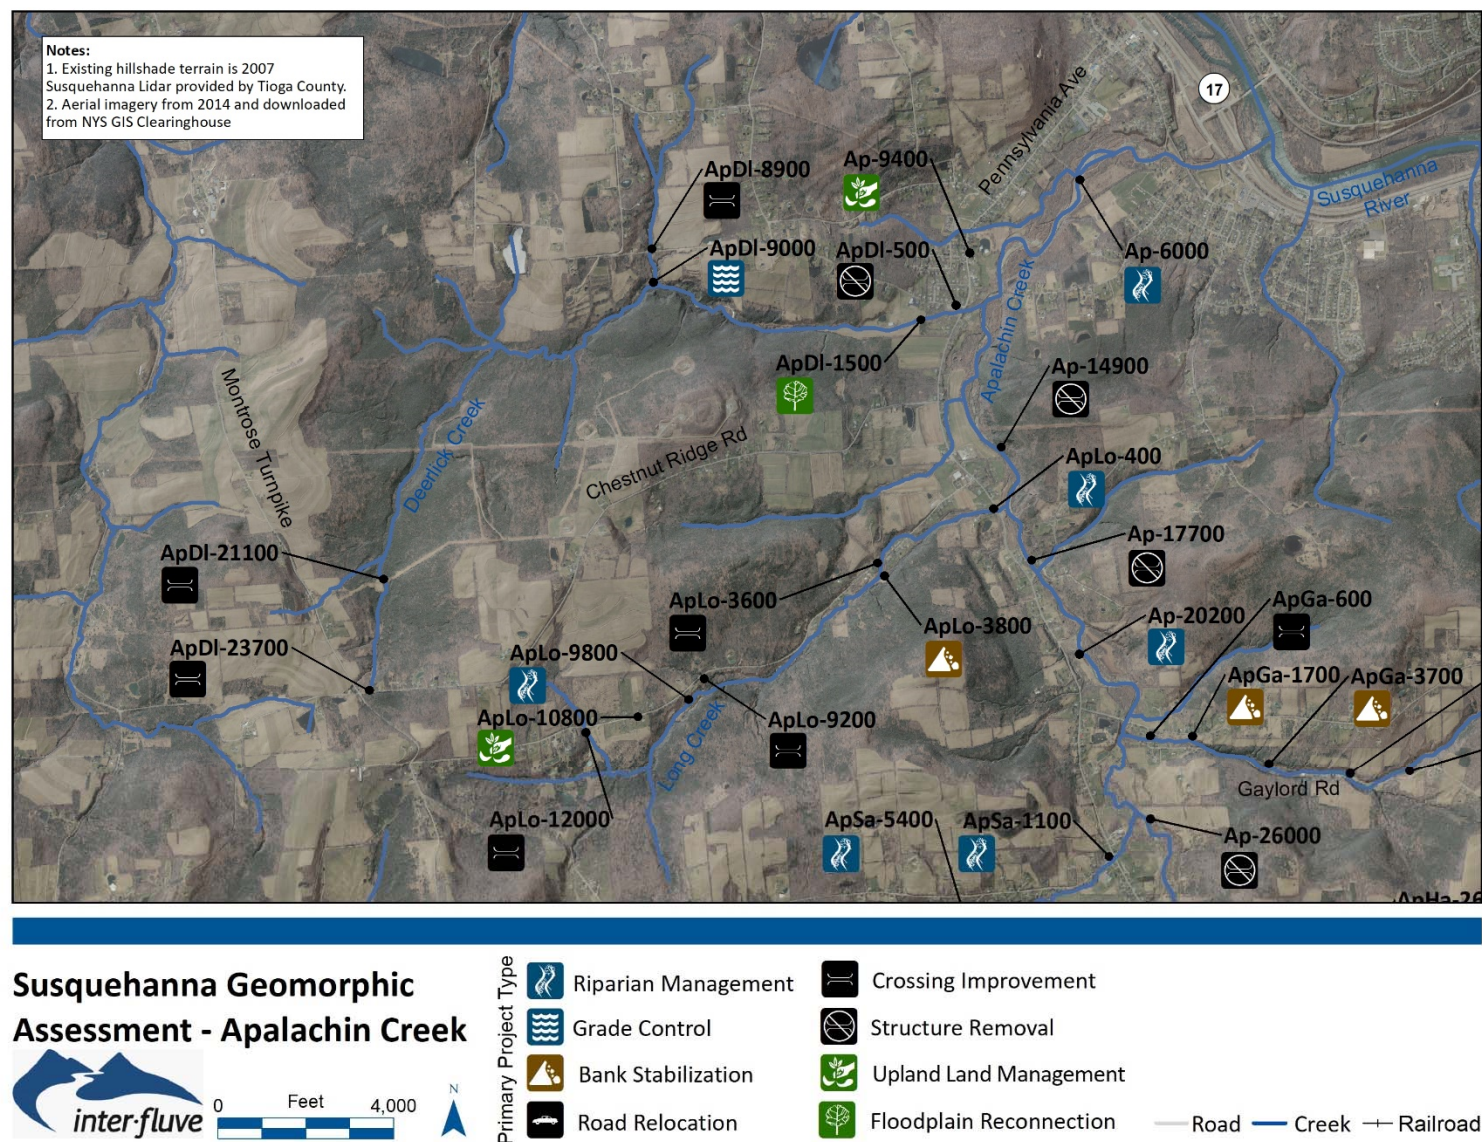 Notes:
1. Existing hillshade terrain is 2007
Susquehanna Lidar provided by Tioga County.
2. Aerial imagery from 2014 and downloaded
from NYS GIS Clearinghouse
17
Pennsylvania Ave
Susquehanna
River
ApDl-8900
Ap-9400
ApDl-9000
ApDl-500
Ap-6000
Apalachin Creek
ApDl-1500
Ap-14900
Montrose Turnpike
Deerlick Creek
Chestnut Ridge Rd
ApLo-400
ApDl-21100
Ap-17700
ApLo-3600
ApGa-600
ApLo-3800
Ap-20200
ApDl-23700
ApLo-9800
ApGa-1700
ApGa-3700
ApLo-10800
ApLo-9200
Long Creek
Gaylord Rd
ApLo-12000
ApSa-5400
ApSa-1100
Ap-26000
ApHa-26
Susquehanna Geomorphic
Assessment - Apalachin Creek
inter-fluve
0 Feet 4,000
N
Primary Project Type
Riparian Management
Grade Control
Bank Stabilization
Road Relocation
Crossing Improvement
Structure Removal
Upland Land Management
Floodplain Reconnection
Road
Creek
Railroad